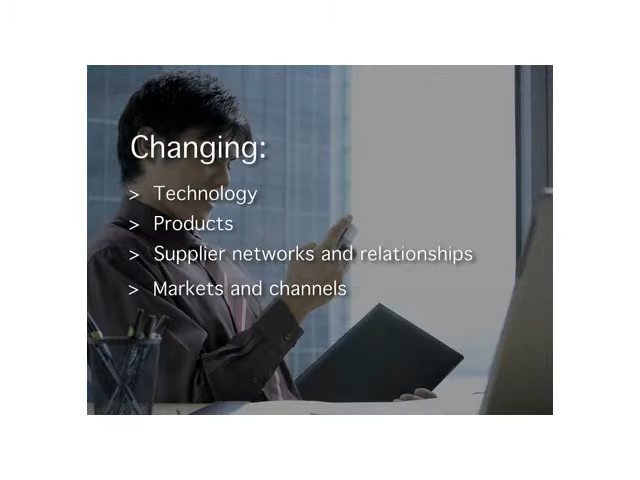 Changing:
> Technology
> Products
> Supplier networks and relationships
> Markets and channels